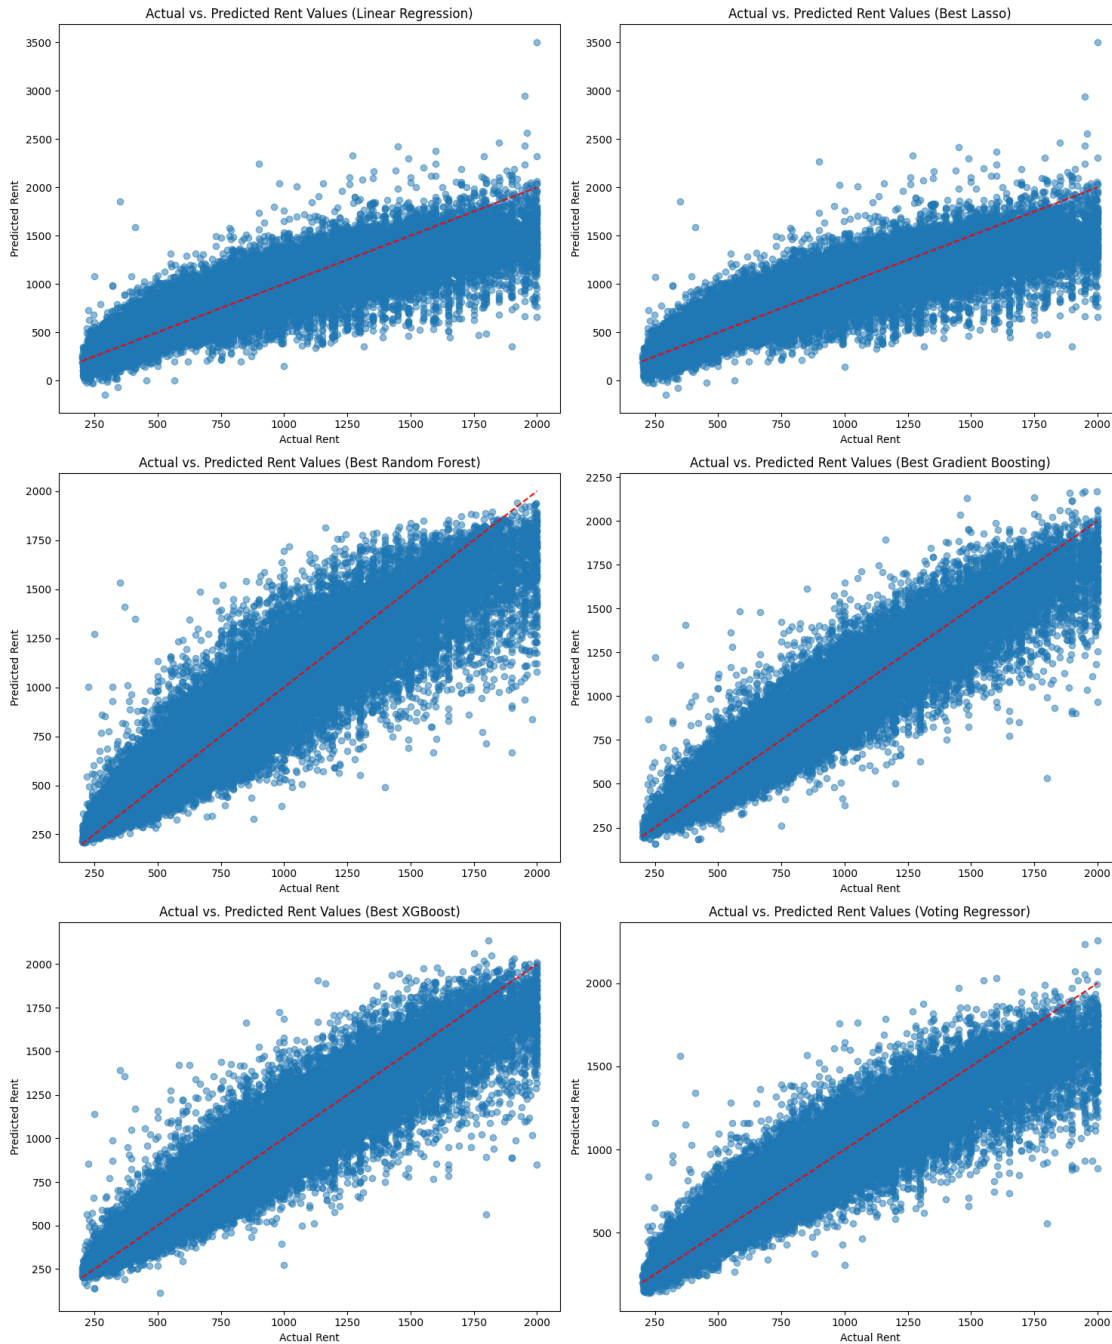 Actual vs. Predicted Rent Values (Linear Regression)
3500
3000
2500
2000
1500
1000
500
0
Predicted Rent
250 500 750 1000 1250 1500 1750 2000
Actual Rent
Actual vs. Predicted Rent Values (Best Lasso)
3500
3000
2500
2000
1500
1000
500
0
Predicted Rent
250 500 750 1000 1250 1500 1750 2000
Actual Rent
Actual vs. Predicted Rent Values (Best Random Forest)
2000
1750
1500
1250
1000
750
500
250
Predicted Rent
250 500 750 1000 1250 1500 1750 2000
Actual Rent
Actual vs. Predicted Rent Values (Best Gradient Boosting)
2250
2000
1750
1500
1250
1000
750
500
250
Predicted Rent
250 500 750 1000 1250 1500 1750 2000
Actual Rent
Actual vs. Predicted Rent Values (Best XGBoost)
2000
1750
1500
1250
1000
750
500
250
Predicted Rent
250 500 750 1000 1250 1500 1750 2000
Actual Rent
Actual vs. Predicted Rent Values (Voting Regressor)
2000
1500
1000
500
Predicted Rent
250 500 750 1000 1250 1500 1750 2000
Actual Rent